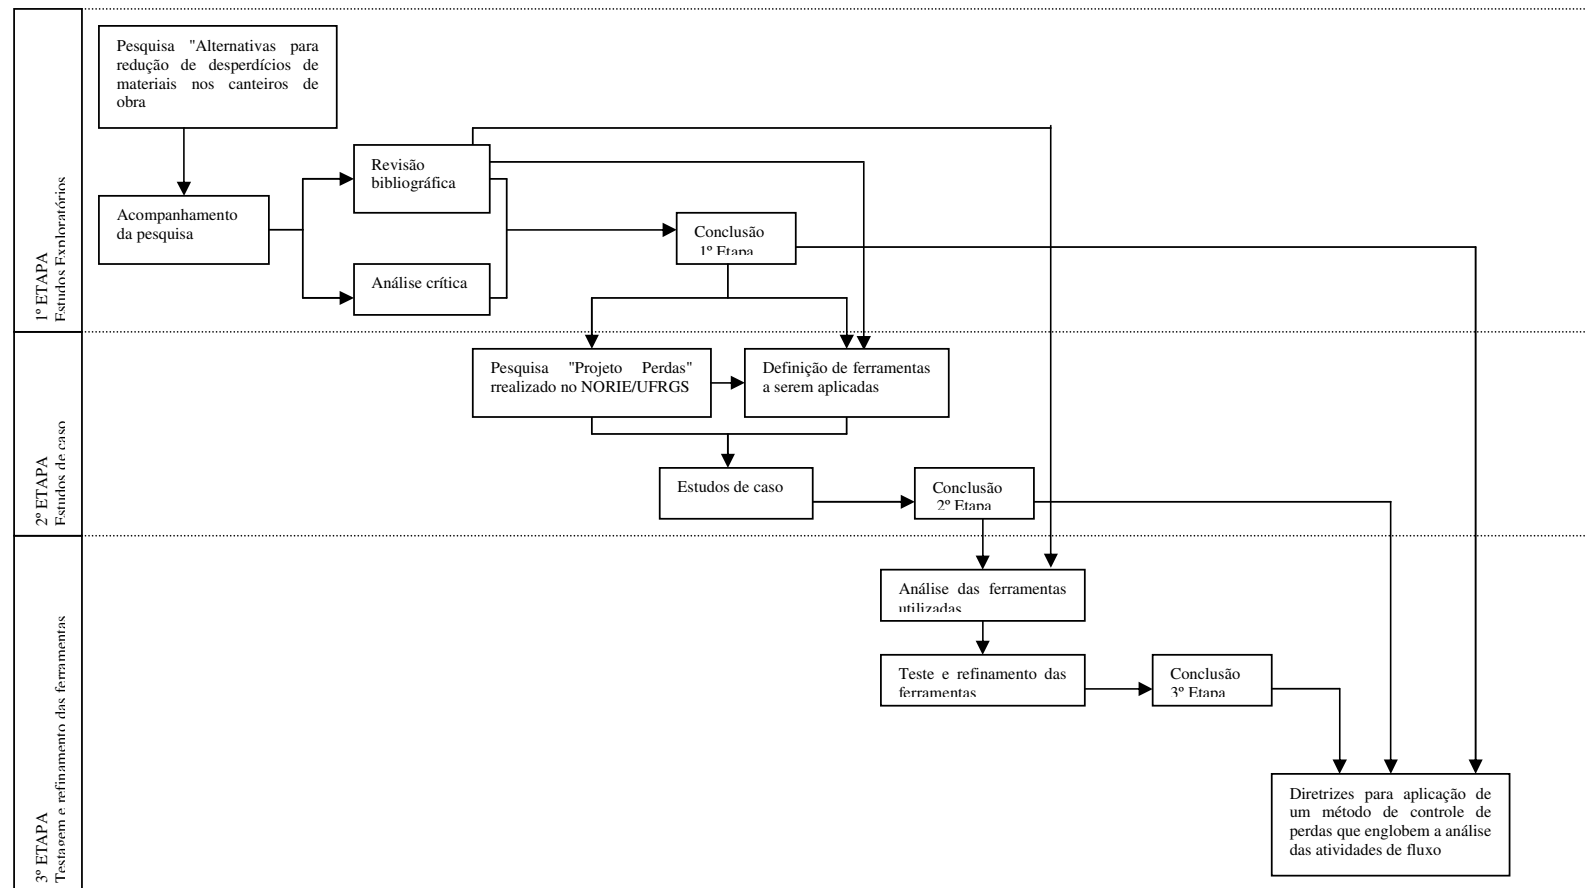 Pesquisa "Alternativas para
redução de desperdícios de
materiais nos canteiros de
obra
Acompanhamento
da pesquisa
Revisão
bibliográfica
Análise crítica
Conclusão
1º Etapa
1º ETAPA
Estudos Exploratórios
Pesquisa "Projeto Perdas"
rrealizado no NORIE/UFRGS
Definição de ferramentas
a serem aplicadas
Estudos de caso
Conclusão
2º Etapa
2º ETAPA
Estudos de caso
Análise das ferramentas
utilizadas
Teste e refinamento das
ferramentas
Conclusão
3º Etapa
Diretrizes para aplicação de
um método de controle de
perdas que englobem a análise
das atividades de fluxo
3º ETAPA
Testagem e refinamento das ferramentas